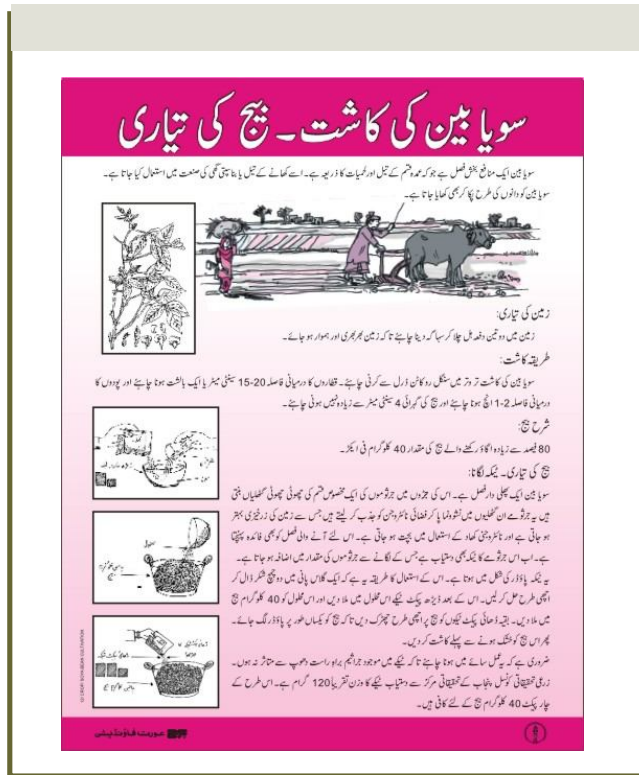 سویا بین کی کاشت ۔ بیج کی تیاری
سویا بین ایک منافع بخش فصل ہے جو کہ عمدہ قسم کے تیل اور لحمیات کا ذریعہ ہے۔ اسے کھانے کے تیل یا بناسپتی گھی کی صنعت میں استعمال کیا جاتا ہے۔
سویا بین کو دانوں کی طرح پکا کر بھی کھایا جاتا ہے۔
زمین کی تیاری:
زمین میں دو تین دفعہ ہل چلا کر سہاگہ دینا چاہئے تاکہ زمین بھربھری اور ہموار ہو جائے۔
طریقہ کاشت:
سویا بین کی کاشت تر وتر میں سنگل رو کاٹن ڈرل سے کرنی چاہئے۔ قطاروں کا درمیانی فاصلہ 20-15 سینٹی میٹر یا ایک بالشت ہونا چاہئے اور پودوں کا
درمیانی فاصلہ 2-1 انچ ہونا چاہئے اور بیج کی گہرائی 4 سینٹی میٹر سے زیادہ نہیں ہونی چاہئے۔
شرح بیج:
80 فیصد سے زیادہ اگاؤ رکھنے والے بیج کی مقدار 40 کلوگرام فی ایکڑ۔
بیج کی تیاری۔ ٹیکہ لگانا:
سویا بین ایک پھلی دار فصل ہے۔ اس کی جڑوں میں جرثوموں کی ایک مخصوص قسم کی چھوٹی چھوٹی گٹھلیاں بنتی
ہیں یہ جرثومے ان گٹھلیوں میں نشوونما پا کر فضائی نائٹروجن کو جذب کر لیتے ہیں جس سے زمین کی زرخیزی بہتر
ہو جاتی ہے اور نائٹروجنی کھاد کے استعمال میں بچت ہو جاتی ہے۔ اس لئے آنے والی فصل کو بھی فائدہ پہنچتا
ہے۔ اب اس جرثومے کا ٹیکہ بھی دستیاب ہے جس کے لگانے سے جرثوموں کی مقدار میں اضافہ ہو جاتا ہے۔
یہ ٹیکہ پاؤڈر کی شکل میں ہوتا ہے۔ اس کے استعمال کا طریقہ یہ ہے کہ ایک گلاس پانی میں دو چمچ شکر ڈال کر
اچھی طرح حل کر لیں۔ اس کے بعد ڈیڑھ پیکٹ ٹیکے اس محلول میں ملا دیں اور اس محلول کو 40 کلوگرام بیج
میں ملا دیں۔ بقیہ ڈھائی پیکٹ ٹیکوں کو بیج پر اچھی طرح چھڑک دیں تاکہ بیج کو یکساں طور پر پاؤڈر لگ جائے۔
پھر اس بیج کو خشک ہونے سے پہلے کاشت کر دیں۔
ضروری ہے کہ یہ عمل سائے میں ہونا چاہئے تاکہ ٹیکے میں موجود جراثیم براہ راست دھوپ سے متاثر نہ ہوں۔
زرعی تحقیقاتی کونسل پنجاب کے تحقیقاتی مرکز سے دستیاب ٹیکے کا وزن تقریباً 120 گرام ہے۔ اس طرح کے
چار پیکٹ 40 کلوگرام بیج کے لئے کافی ہیں۔
عورت فاؤنڈیشن